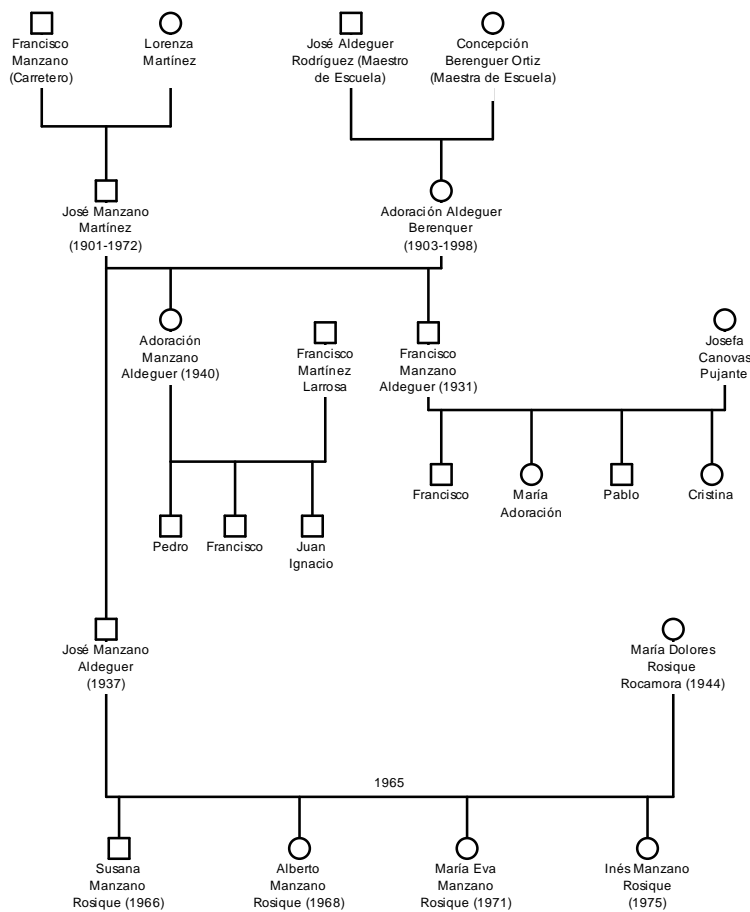 Francisco
Manzano
(Carretero)
Lorenza
Martínez
José Aldeguer
Rodríguez (Maestro
de Escuela)
Concepción
Berenguer Ortiz
(Maestra de Escuela)
José Manzano
Martínez
(1901-1972)
Adoración Aldeguer
Berenquer
(1903-1998)
Adoración
Manzano
Aldeguer (1940)
Francisco
Martínez
Larrosa
Francisco
Manzano
Aldeguer (1931)
Josefa
Canovas
Pujante
Francisco
María
Adoración
Pablo
Cristina
Pedro
Francisco
Juan
Ignacio
José Manzano
Aldeguer
(1937)
María Dolores
Rosique
Rocamora (1944)
1965
Susana
Manzano
Rosique (1966)
Alberto
Manzano
Rosique (1968)
María Eva
Manzano
Rosique (1971)
Inés Manzano
Rosique
(1975)